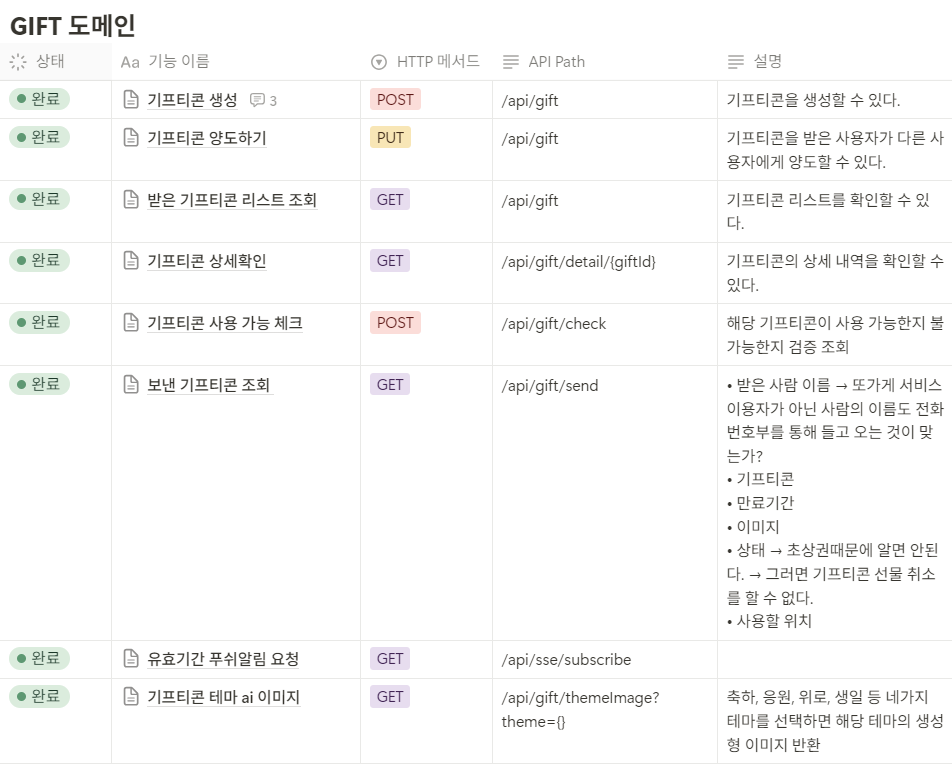 GIFT 도메인
상태 Aa 기능 이름 HTTP 메서드 API Path 설명
완료 기프티콘 생성 3 POST /api/gift 기프티콘을 생성할 수 있다.
완료 기프티콘 양도하기 PUT /api/gift 기프티콘을 받은 사용자가 다른 사
용자에게 양도할 수 있다.
완료 받은 기프티콘 리스트 조회 GET /api/gift 기프티콘 리스트를 확인할 수 있
다.
완료 기프티콘 상세확인 GET /api/gift/detail/{giftId} 기프티콘의 상세 내역을 확인할 수
있다.
완료 기프티콘 사용 가능 체크 POST /api/gift/check 해당 기프티콘이 사용 가능한지 불
가능한지 검증 조회
완료 보낸 기프티콘 조회 GET /api/gift/send • 받은 사람 이름 → 또가게 서비스
이용자가 아닌 사람의 이름도 전화
번호부를 통해 들고 오는 것이 맞
는가?
• 기프티콘
• 만료기간
• 이미지
• 상태 → 초상권때문에 알면 안된
다. → 그러면 기프티콘 선물 취소
를 할 수 없다.
• 사용할 위치
완료 유효기간 푸쉬알림 요청 GET /api/sse/subscribe
완료 기프티콘 테마 ai 이미지 GET /api/gift/themeImage? 축하, 응원, 위로, 생일 등 네가지
theme={} 테마를 선택하면 해당 테마의 생성
형 이미지 반환